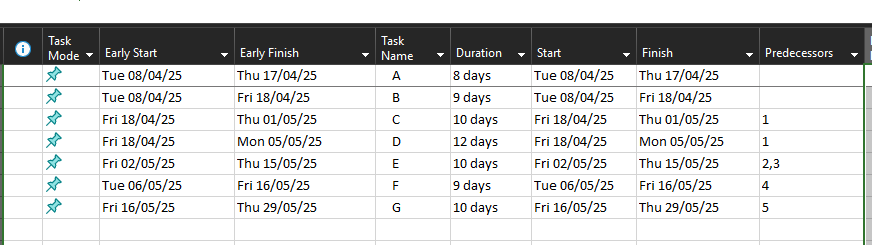 Task Mode Early Start Early Finish Task Name Duration Start Finish Predecessors
Tue 08/04/25 Thu 17/04/25 A 8 days Tue 08/04/25 Thu 17/04/25
Tue 08/04/25 Fri 18/04/25 B 9 days Tue 08/04/25 Fri 18/04/25
Fri 18/04/25 Thu 01/05/25 C 10 days Fri 18/04/25 Thu 01/05/25 1
Fri 18/04/25 Mon 05/05/25 D 12 days Fri 18/04/25 Mon 05/05/25 1
Fri 02/05/25 Thu 15/05/25 E 10 days Fri 02/05/25 Thu 15/05/25 2,3
Tue 06/05/25 Fri 16/05/25 F 9 days Tue 06/05/25 Fri 16/05/25 4
Fri 16/05/25 Thu 29/05/25 G 10 days Fri 16/05/25 Thu 29/05/25 5